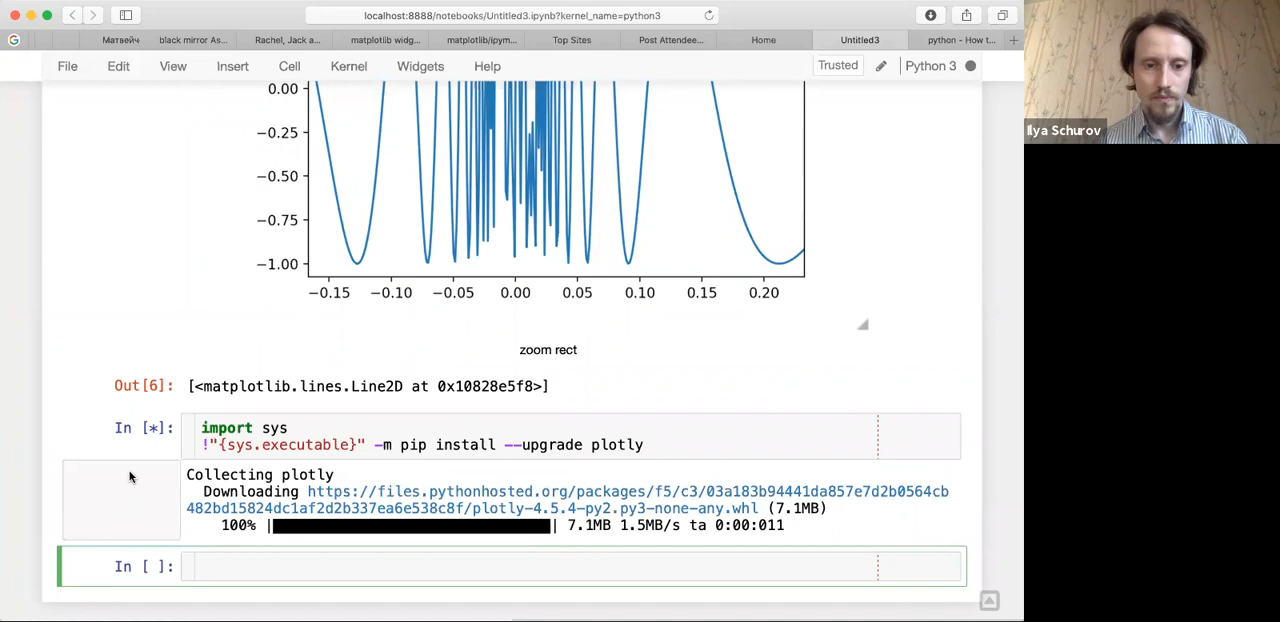 localhost:8888/notebooks/Untitled3.ipynb?kernel_name=python3
G Матвейч black mirror As... Rachel, Jack a... matplotlib widg... matplotlib/ipym... Top Sites Post Attendee... Home Untitled3 python - How t... +
File Edit View Insert Cell Kernel Widgets Help Trusted Python 3
Ilya Schurov
0.00
−0.25
−0.50
−0.75
−1.00
−0.15 −0.10 −0.05 0.00 0.05 0.10 0.15 0.20
zoom rect
Out[6]: [<matplotlib.lines.Line2D at 0x10828e5f8>]
In [*]: import sys
!"{sys.executable}" -m pip install --upgrade plotly
Collecting plotly
Downloading https://files.pythonhosted.org/packages/f5/c3/03a183b94441da857e7d2b0564cb
482bd15824dc1af2d2b337ea6e538c8f/plotly-4.5.4-py2.py3-none-any.whl (7.1MB)
100% |████████████████████████████████| 7.1MB 1.5MB/s ta 0:00:011
In [ ]: